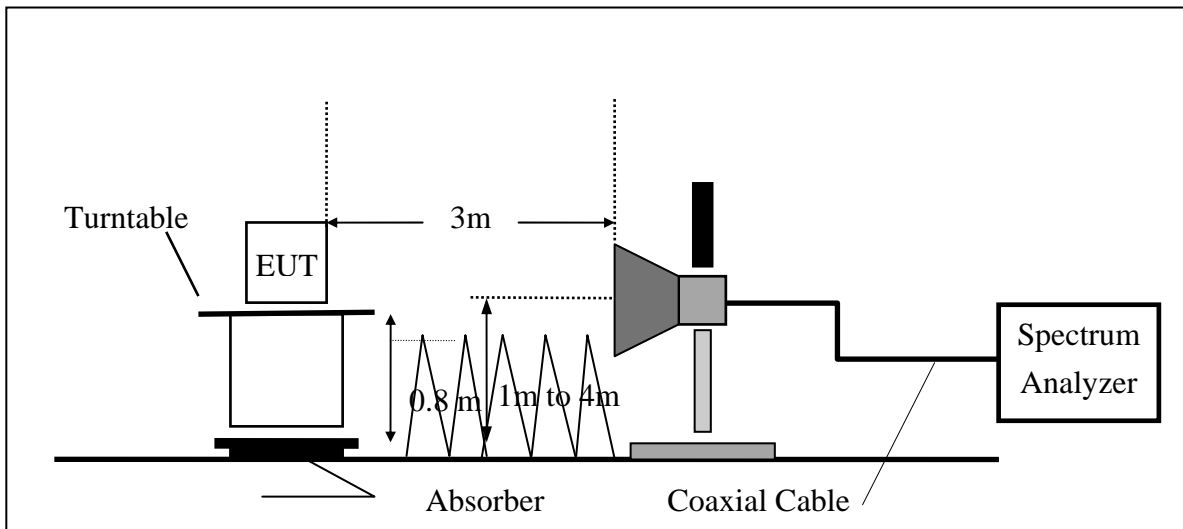 Turntable
3m
EUT
Spectrum
Analyzer
0.8 m
1m to 4m
Absorber
Coaxial Cable